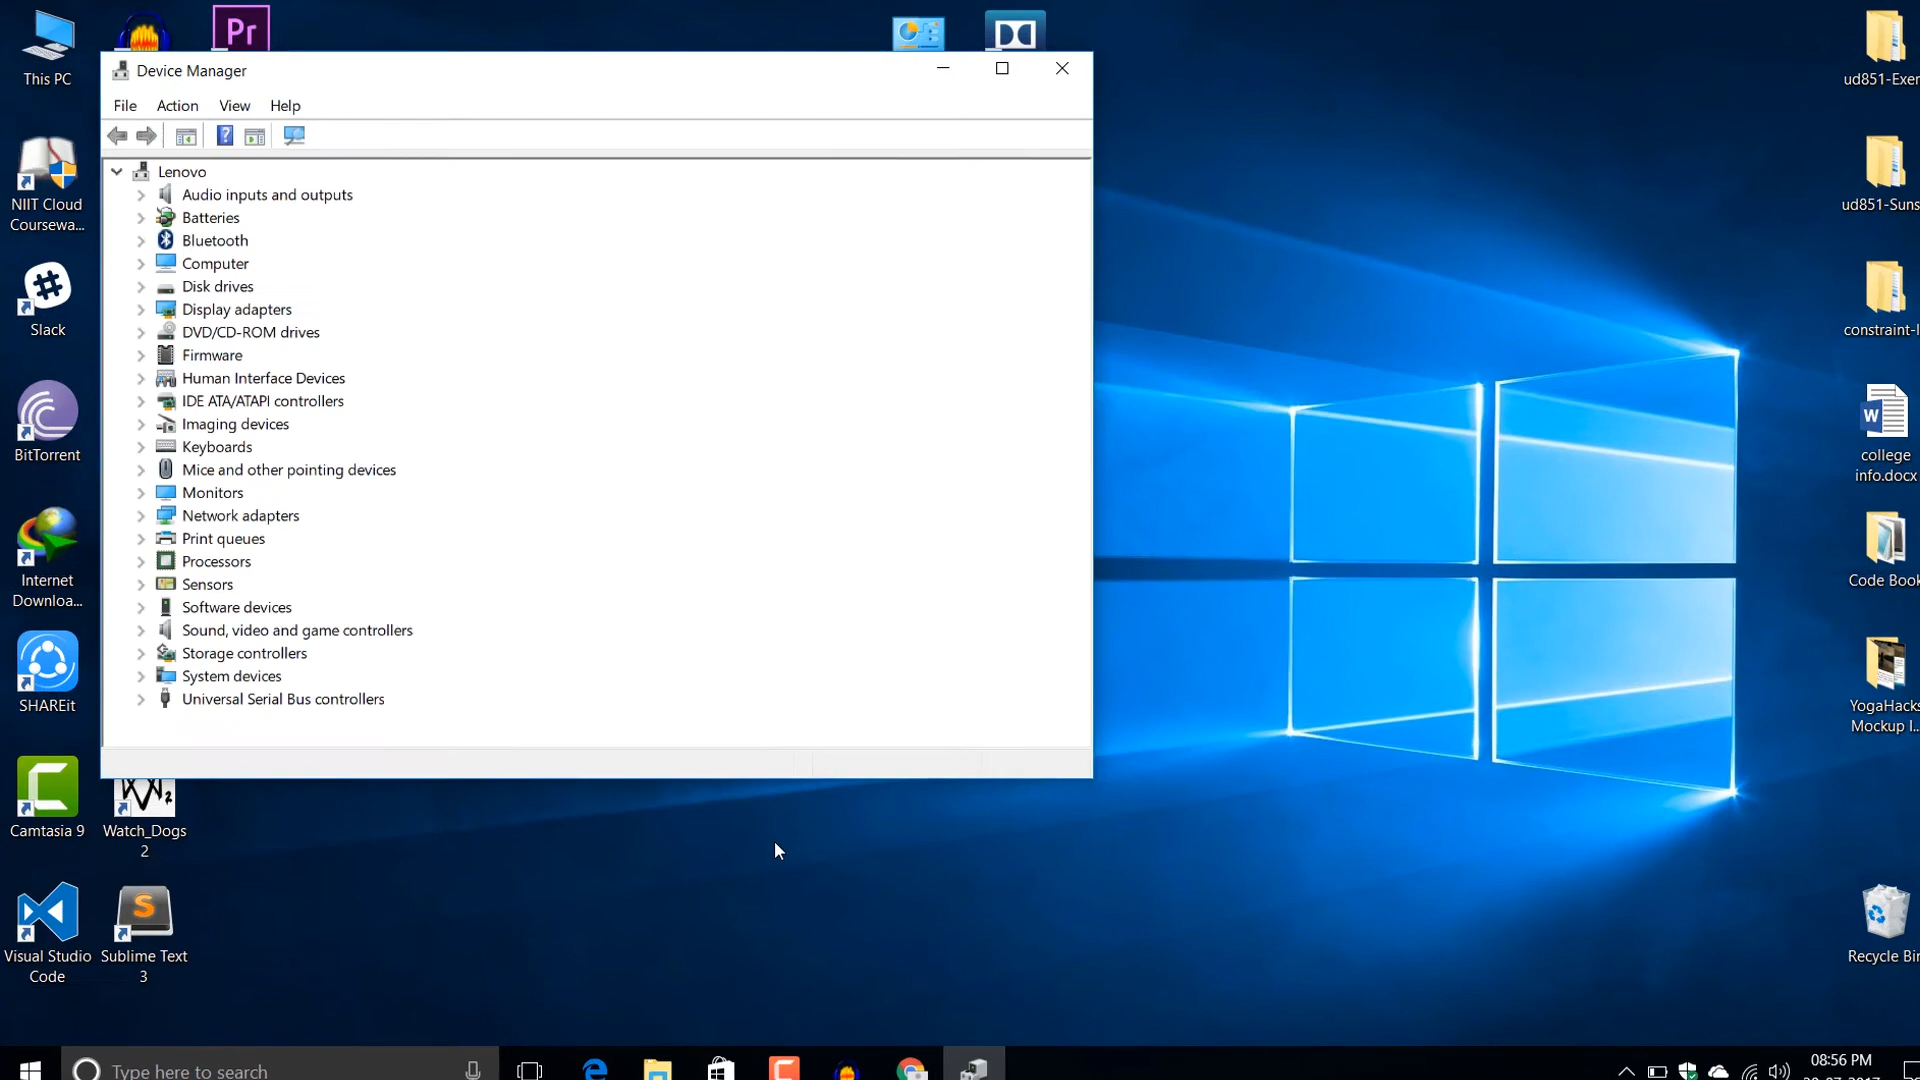 This PC
Pr
Device Manager
File Action View Help
Lenovo
Audio inputs and outputs
Batteries
Bluetooth
Computer
Disk drives
Display adapters
DVD/CD-ROM drives
Firmware
Human Interface Devices
IDE ATA/ATAPI controllers
Imaging devices
Keyboards
Mice and other pointing devices
Monitors
Network adapters
Print queues
Processors
Sensors
Software devices
Sound, video and game controllers
Storage controllers
System devices
Universal Serial Bus controllers
NIIT Cloud
Coursewa...
Slack
BitTorrent
Internet
Downloa...
SHAREit
Camtasia 9
Watch_Dogs
2
Visual Studio
Code
Sublime Text
3
ud851-Exer
ud851-Suns
constraint-l
college
info.docx
Code Book
YogaHacks
Mockup I...
Recycle Bin
Type here to search
08:56 PM